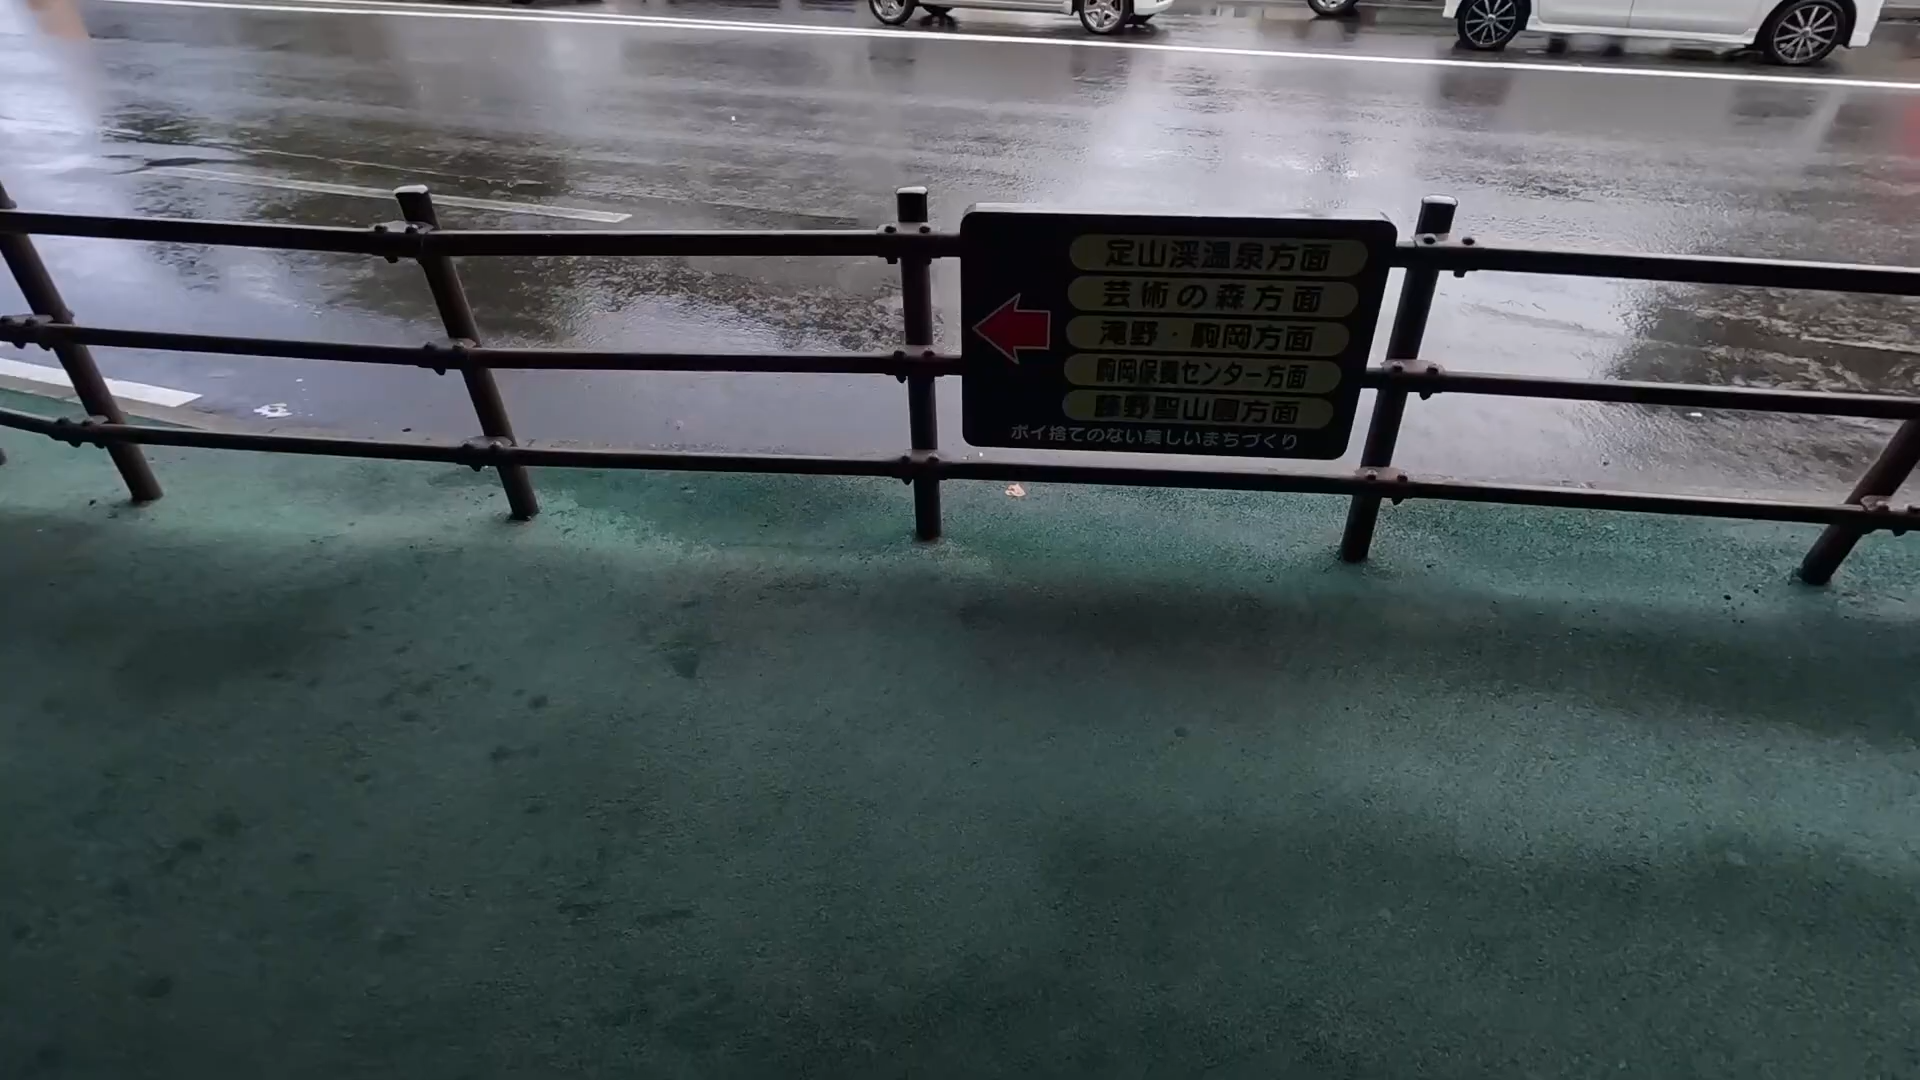 定山渓温泉方面
芸術の森方面
滝野・駒岡方面
駒岡保養センター方面
藤野聖山園方面
ポイ捨てのない美しいまちづくり